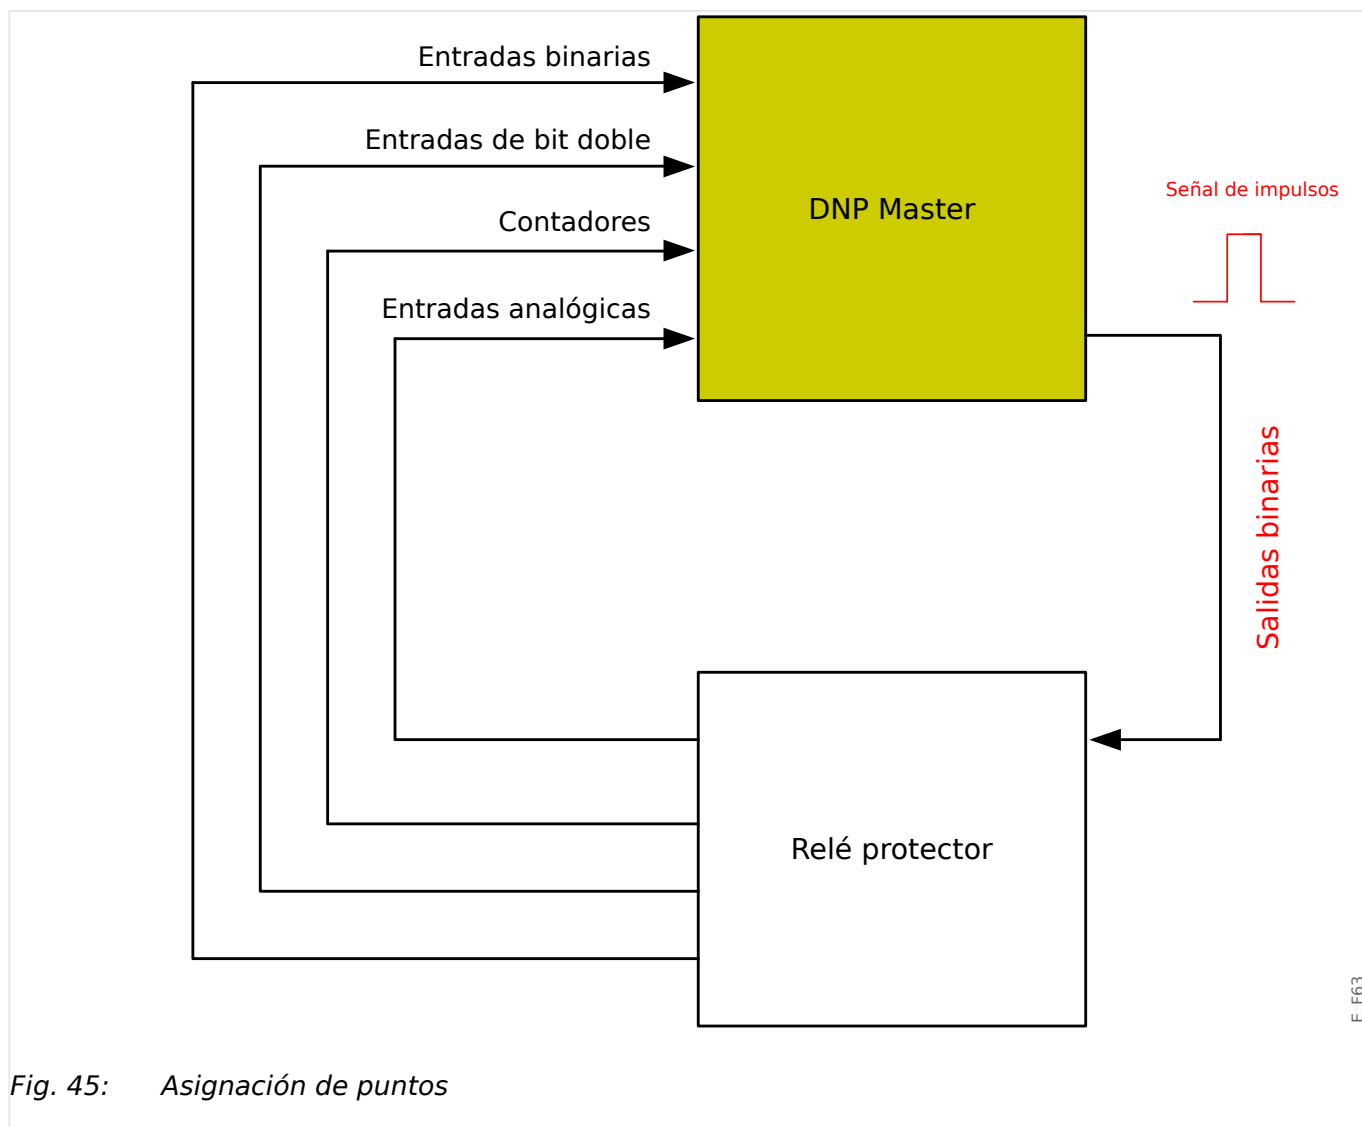 Entradas binarias
Entradas de bit doble
DNP Master
Señal de impulsos
Contadores
Entradas analógicas
Salidas binarias
Relé protector
Fig. 45: Asignación de puntos